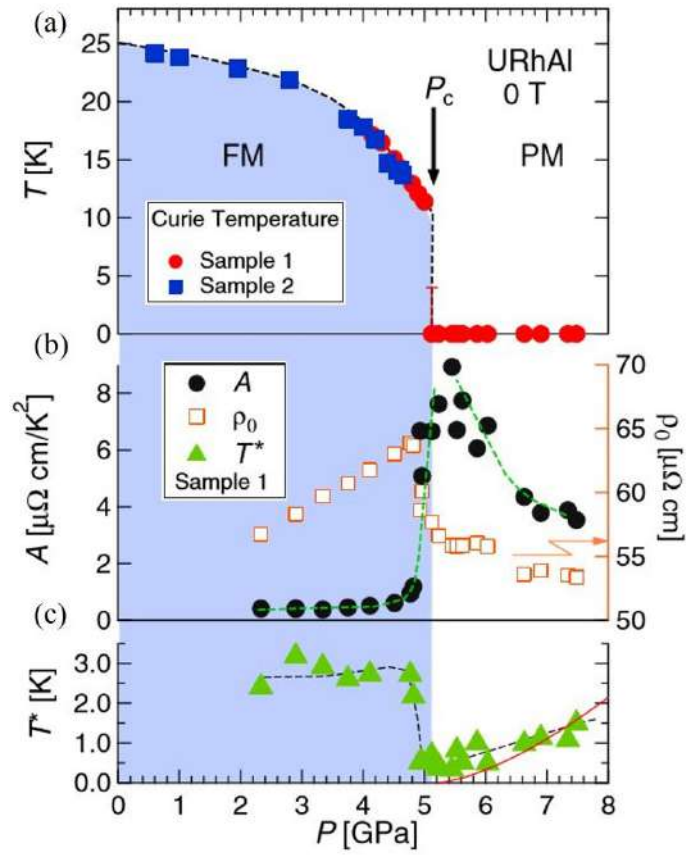 (a)
25
20
15
10
5
0
T [K]
URhAl
0 T
P_c
FM
PM
Curie Temperature
Sample 1
Sample 2
(b)
8
6
4
2
0
A [μΩ cm/K²]
A
ρ₀
T*
Sample 1
70
65
60
55
50
ρ₀ [μΩ cm]
(c)
3.0
2.0
1.0
0.0
T* [K]
0 1 2 3 4 5 6 7 8
P [GPa]